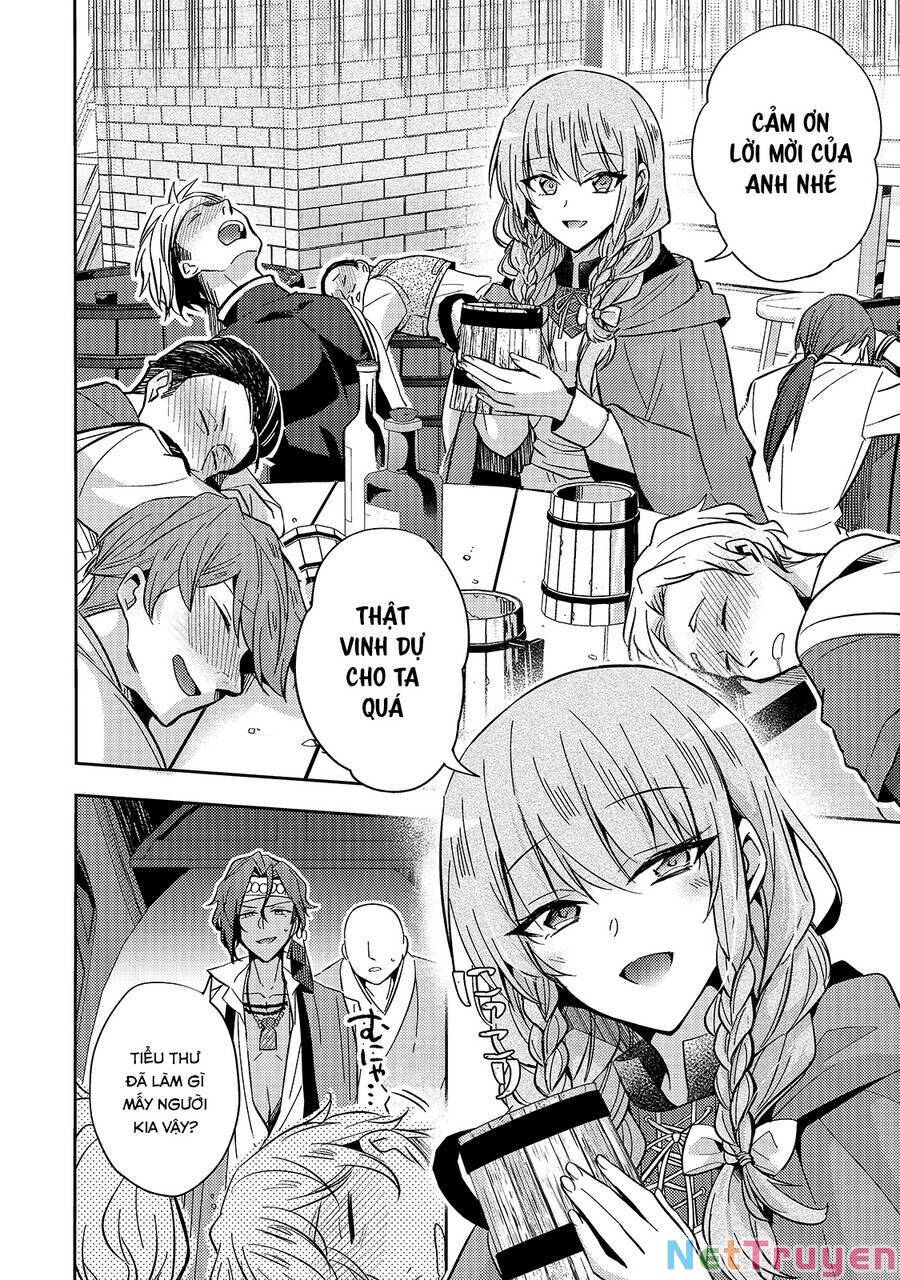 CẢM ƠN
LỜI MỜI CỦA
ANH NHÉ
THẬT
VINH DỰ
CHO TA
QUÁ
TIỂU THƯ
ĐÃ LÀM GÌ
MẤY NGƯỜI
KIA VẬY?
むにゃ…
NetTruyen